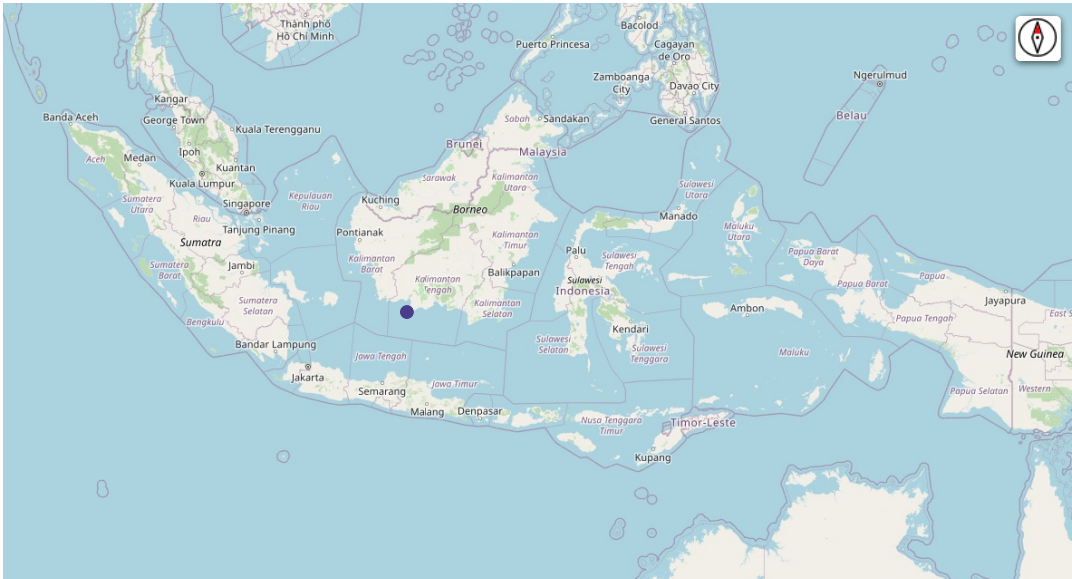 Thành phố
Hồ Chí Minh
Bacolod
Puerto Princesa
Cagayan
de Oro
Zamboanga
City
Davao City
Ngerulmud
Kangar
Banda Aceh
George Town
Kuala Terengganu
Sabah
Sandakan
General Santos
Belau
Ipoh
Brunei
Malaysia
Aceh
Medan
Kuantan
Kuala Lumpur
Sarawak
Kalimantan
Utara
Sumatera
Utara
Singapore
Kepulauan
Riau
Kuching
Sulawesi
Utara
Riau
Borneo
Manado
Tanjung Pinang
Pontianak
Kalimantan
Timur
Maluku
Utara
Sumatra
Palu
Sumatera
Barat
Jambi
Kalimantan
Barat
Balikpapan
Sulawesi
Tengah
Papua Barat
Daya
Kalimantan
Tengah
Sulawesi
Indonesia
Papua Barat
Papua
Sumatera
Selatan
Kalimantan
Selatan
Ambon
Jayapura
Bengkulu
Kendari
Papua Tengah
East S
Bandar Lampung
Sulawesi
Selatan
Sulawesi
Tenggara
Jawa Tengah
Maluku
New Guinea
Jakarta
Semarang
Jawa Timur
Papua Selatan
Western
Malang
Denpasar
Nusa Tenggara
Timur
Timor-Leste
Kupang